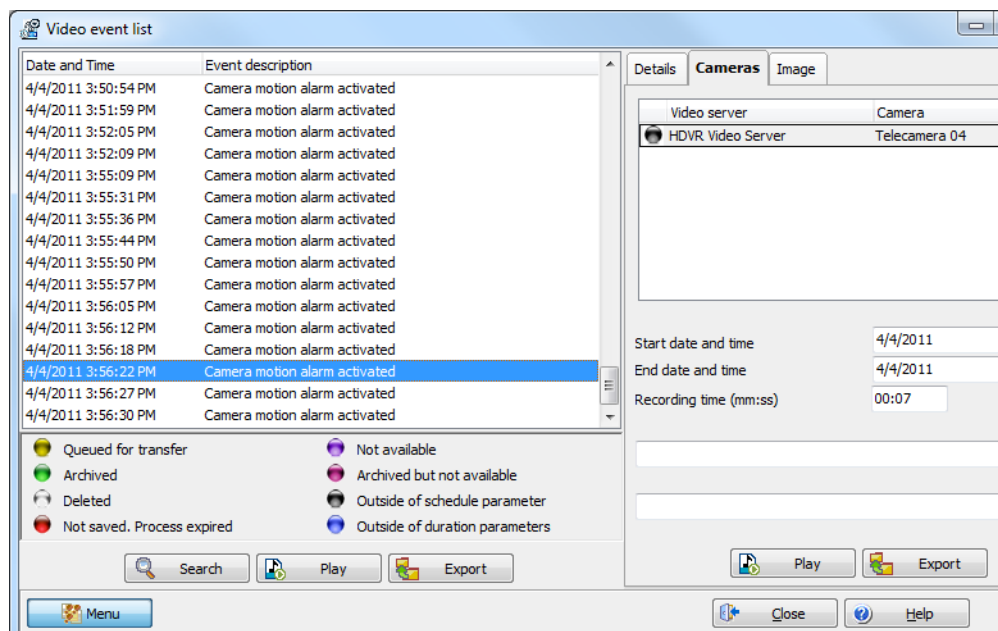 Video event list
Date and Time Event description
4/4/2011 3:50:54 PM Camera motion alarm activated
4/4/2011 3:51:59 PM Camera motion alarm activated
4/4/2011 3:52:05 PM Camera motion alarm activated
4/4/2011 3:52:09 PM Camera motion alarm activated
4/4/2011 3:55:09 PM Camera motion alarm activated
4/4/2011 3:55:31 PM Camera motion alarm activated
4/4/2011 3:55:36 PM Camera motion alarm activated
4/4/2011 3:55:44 PM Camera motion alarm activated
4/4/2011 3:55:50 PM Camera motion alarm activated
4/4/2011 3:55:57 PM Camera motion alarm activated
4/4/2011 3:56:05 PM Camera motion alarm activated
4/4/2011 3:56:12 PM Camera motion alarm activated
4/4/2011 3:56:18 PM Camera motion alarm activated
4/4/2011 3:56:22 PM Camera motion alarm activated
4/4/2011 3:56:27 PM Camera motion alarm activated
4/4/2011 3:56:30 PM Camera motion alarm activated
Queued for transfer Not available
Archived Archived but not available
Deleted Outside of schedule parameter
Not saved. Process expired Outside of duration parameters
Search Play Export
Details Cameras Image
Video server Camera
HDVR Video Server Telecamera 04
Start date and time 4/4/2011
End date and time 4/4/2011
Recording time (mm:ss) 00:07
Play Export
Menu Close Help